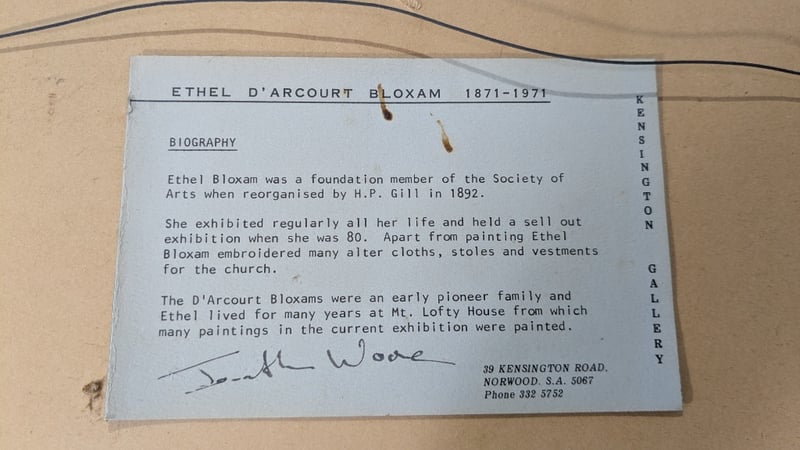 ETHEL D'ARCOURT BLOXAM 1871-1971
BIOGRAPHY
Ethel Bloxam was a foundation member of the Society of
Arts when reorganised by H.P. Gill in 1892.
She exhibited regularly all her life and held a sell out
exhibition when she was 80. Apart from painting Ethel
Bloxam embroidered many alter cloths, stoles and vestments
for the church.
The D'Arcourt Bloxams were an early pioneer family and
Ethel lived for many years at Mt. Lofty House from which
many paintings in the current exhibition were painted.
39 KENSINGTON ROAD,
NORWOOD. S.A. 5067
Phone 332 5752
KENSINGTON GALLERY